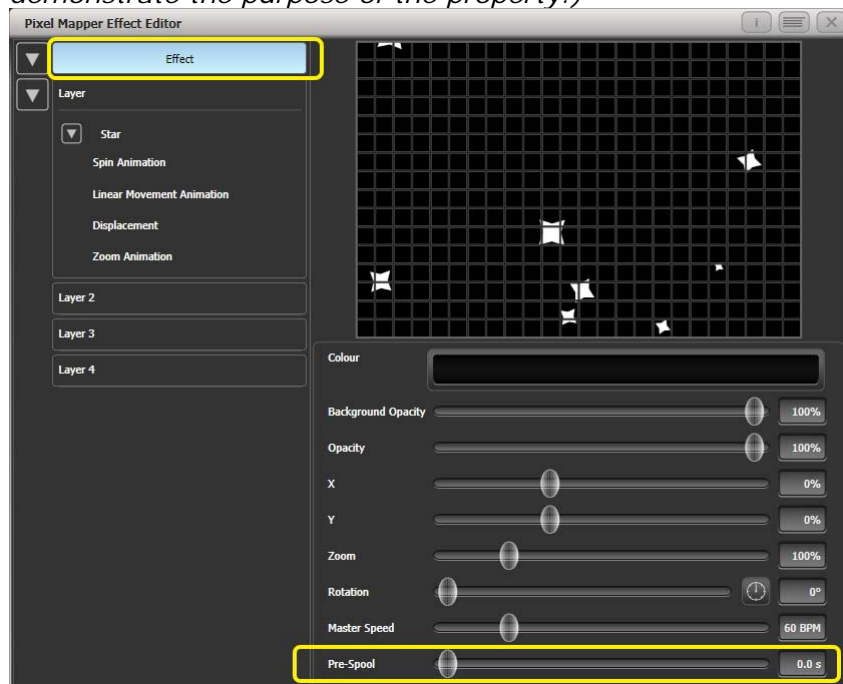 demonstrate the purpose of the property.)
Pixel Mapper Effect Editor
Effect
Layer
Star
Spin Animation
Linear Movement Animation
Displacement
Zoom Animation
Layer 2
Layer 3
Layer 4
Colour
Background Opacity 100%
Opacity 100%
X 0%
Y 0%
Zoom 100%
Rotation 0°
Master Speed 60 BPM
Pre-Spool 0.0 s